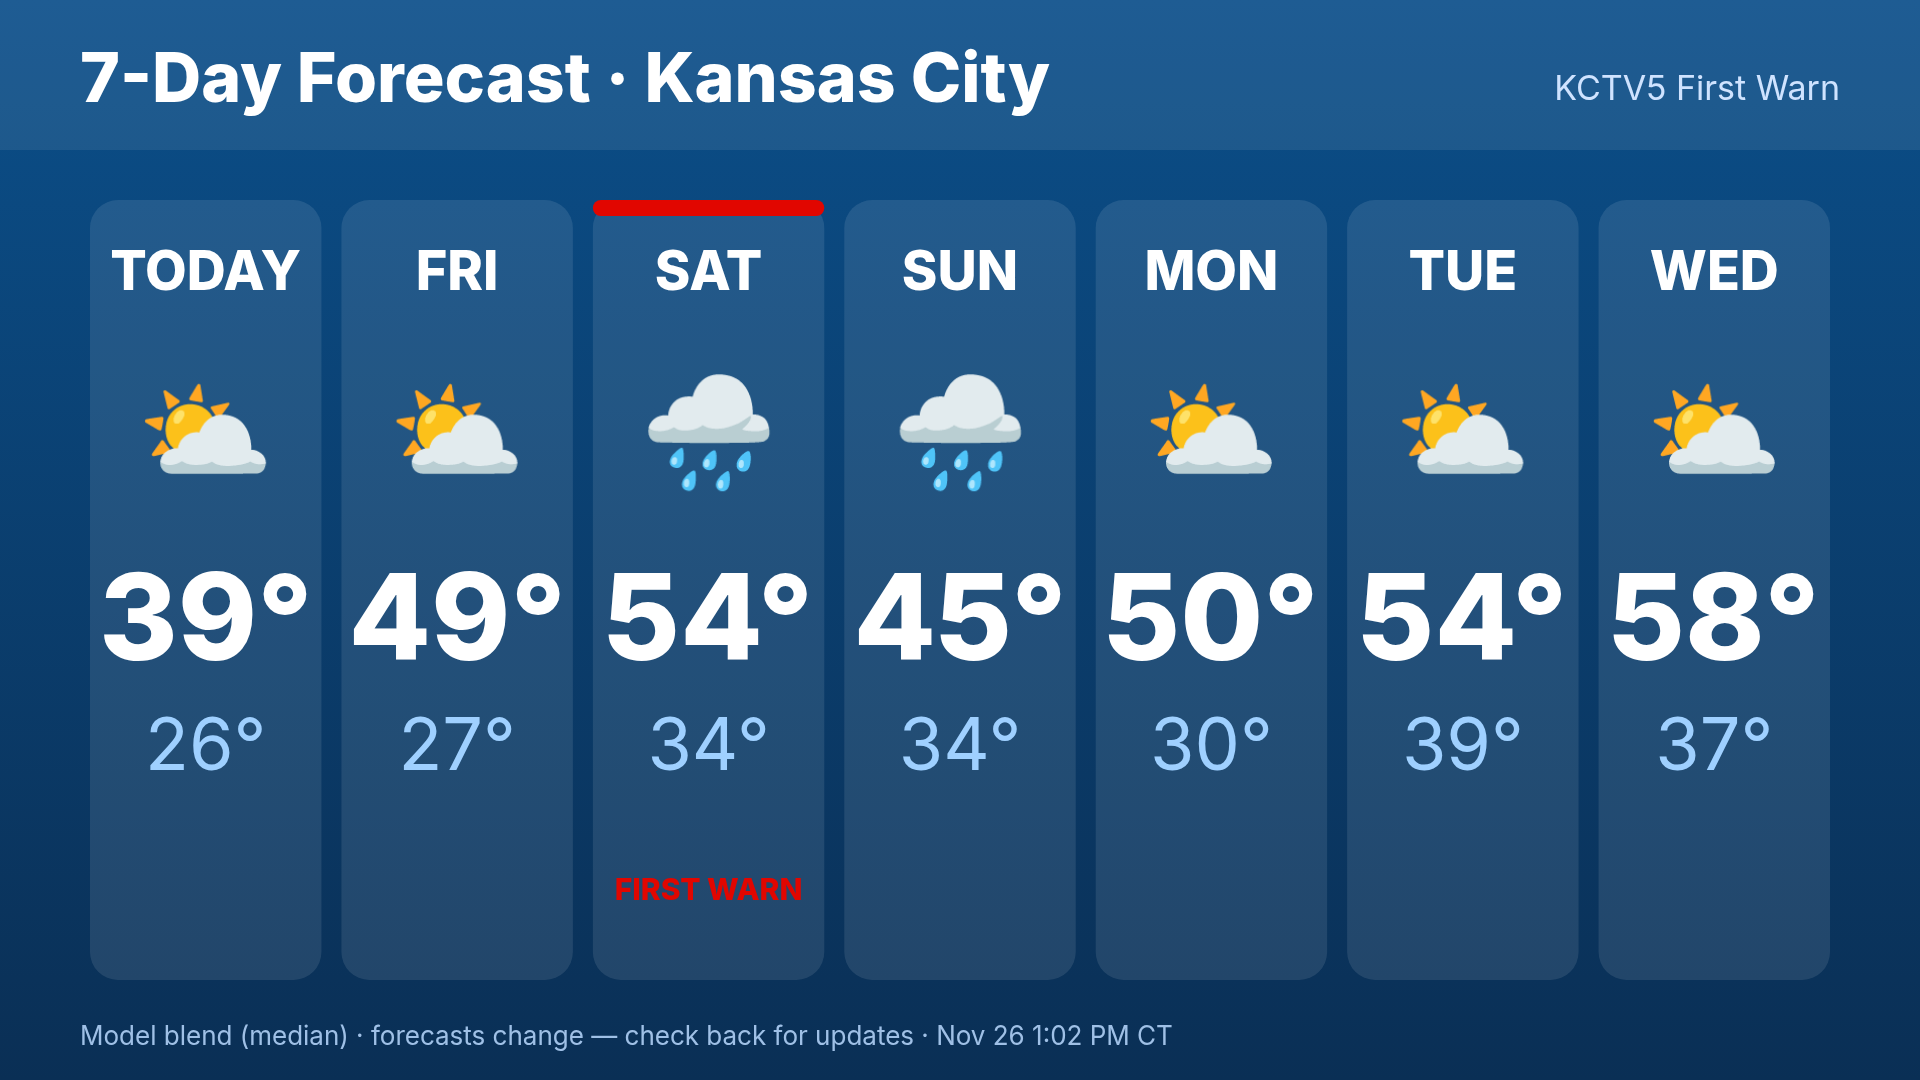 7-Day Forecast · Kansas City
KCTV5 First Warn
TODAY FRI SAT SUN MON TUE WED
39° 49° 54° 45° 50° 54° 58°
26° 27° 34° 34° 30° 39° 37°
FIRST WARN
Model blend (median) · forecasts change — check back for updates · Nov 26 1:02 PM CT